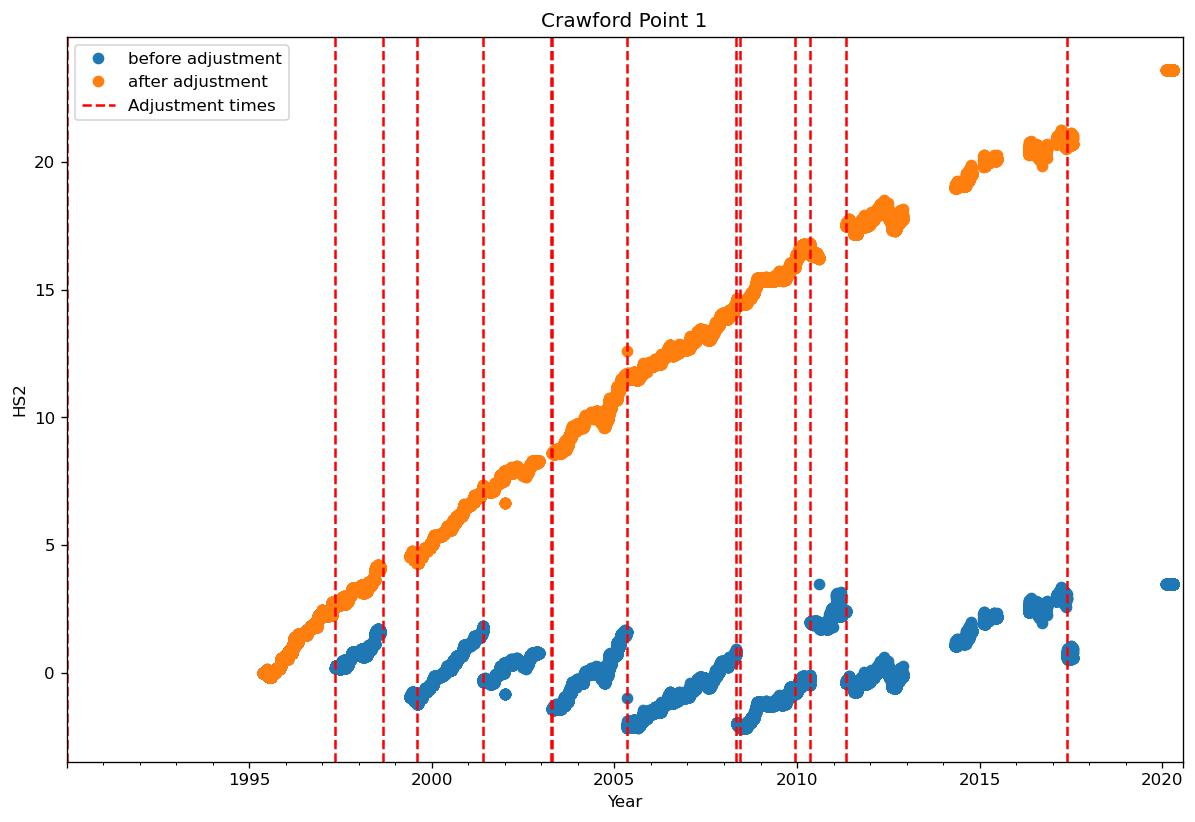 Crawford Point 1
before adjustment
after adjustment
Adjustment times
HS2
20
15
10
5
0
1995
2000
2005
2010
2015
2020
Year